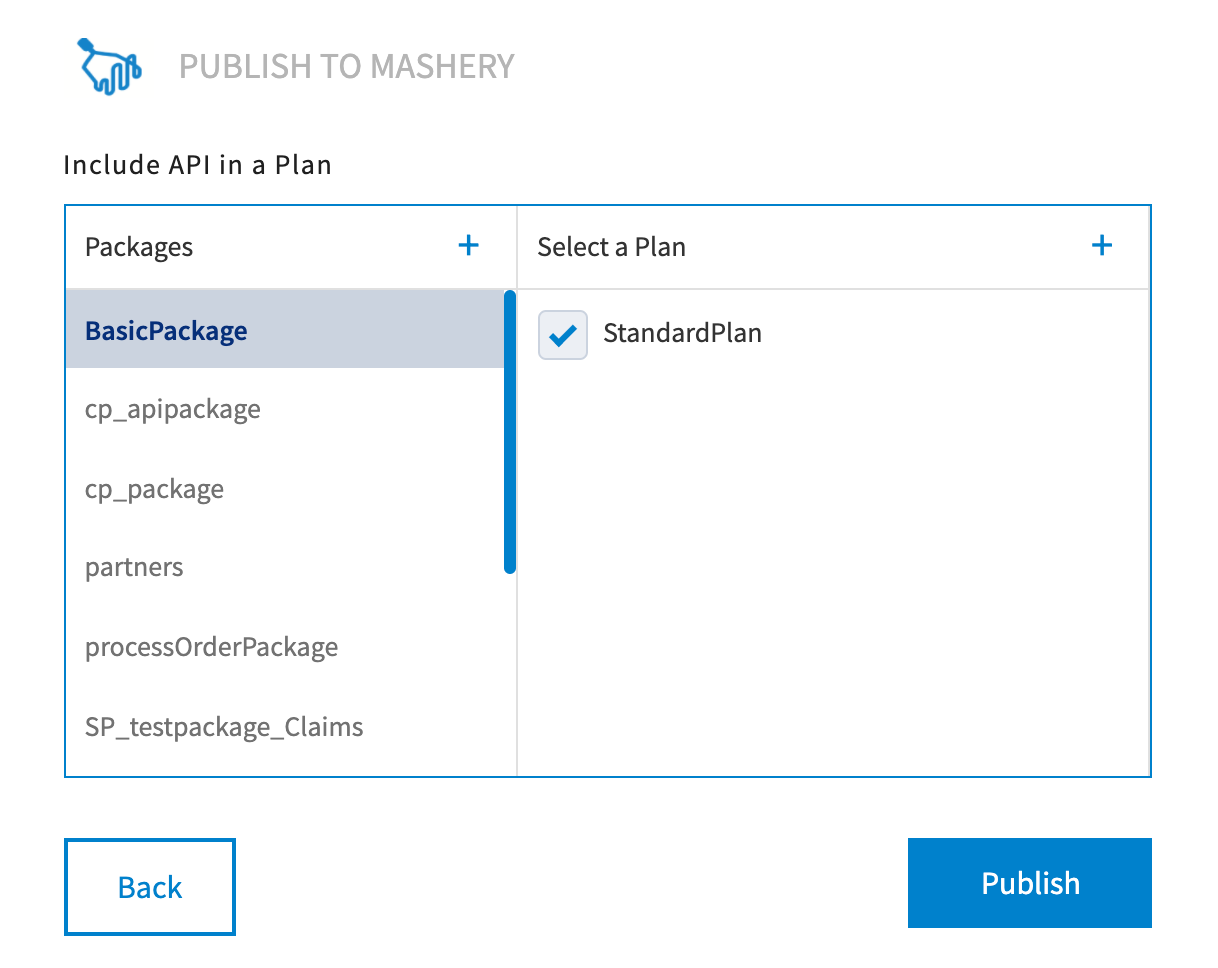 PUBLISH TO MASHERY
Include API in a Plan
Packages
Select a Plan
BasicPackage
StandardPlan
cp_apipackage
cp_package
partners
processOrderPackage
SP_testpackage_Claims
Back
Publish